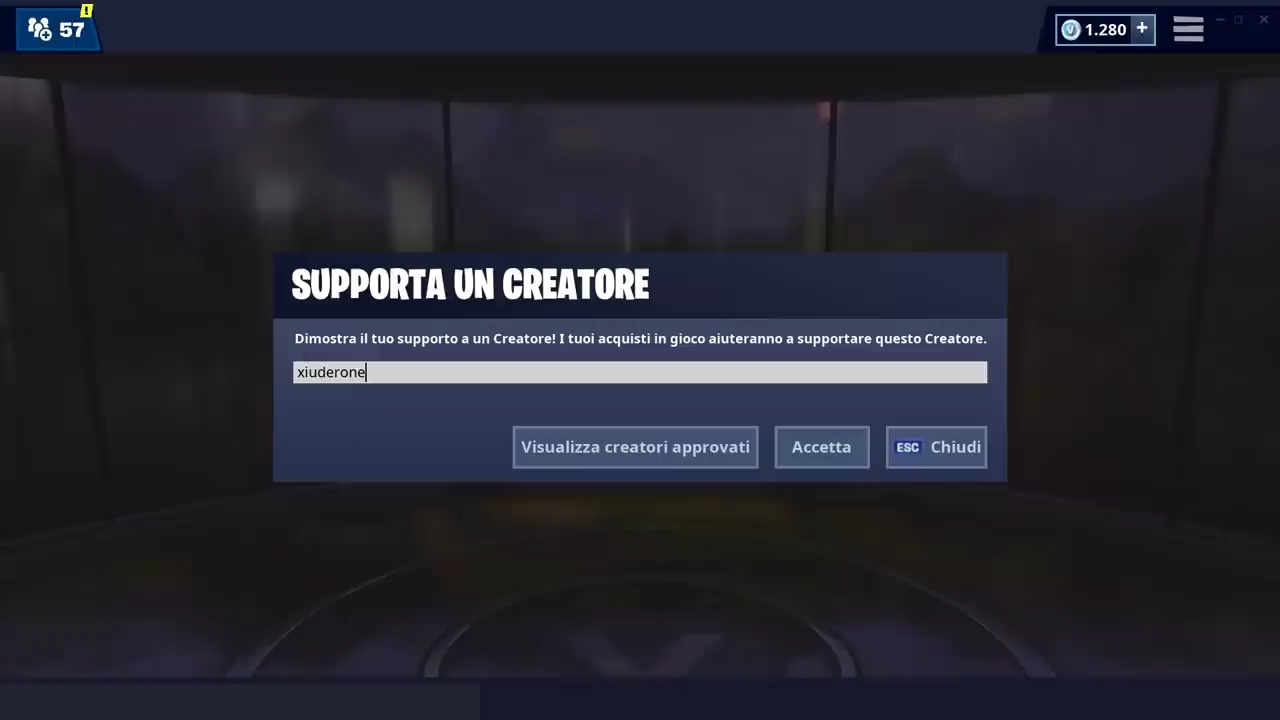 57
!
1.280 +
SUPPORTA UN CREATORE
Dimostra il tuo supporto a un Creatore! I tuoi acquisti in gioco aiuteranno a supportare questo Creatore.
xiuderone
Visualizza creatori approvati
Accetta
ESC Chiudi